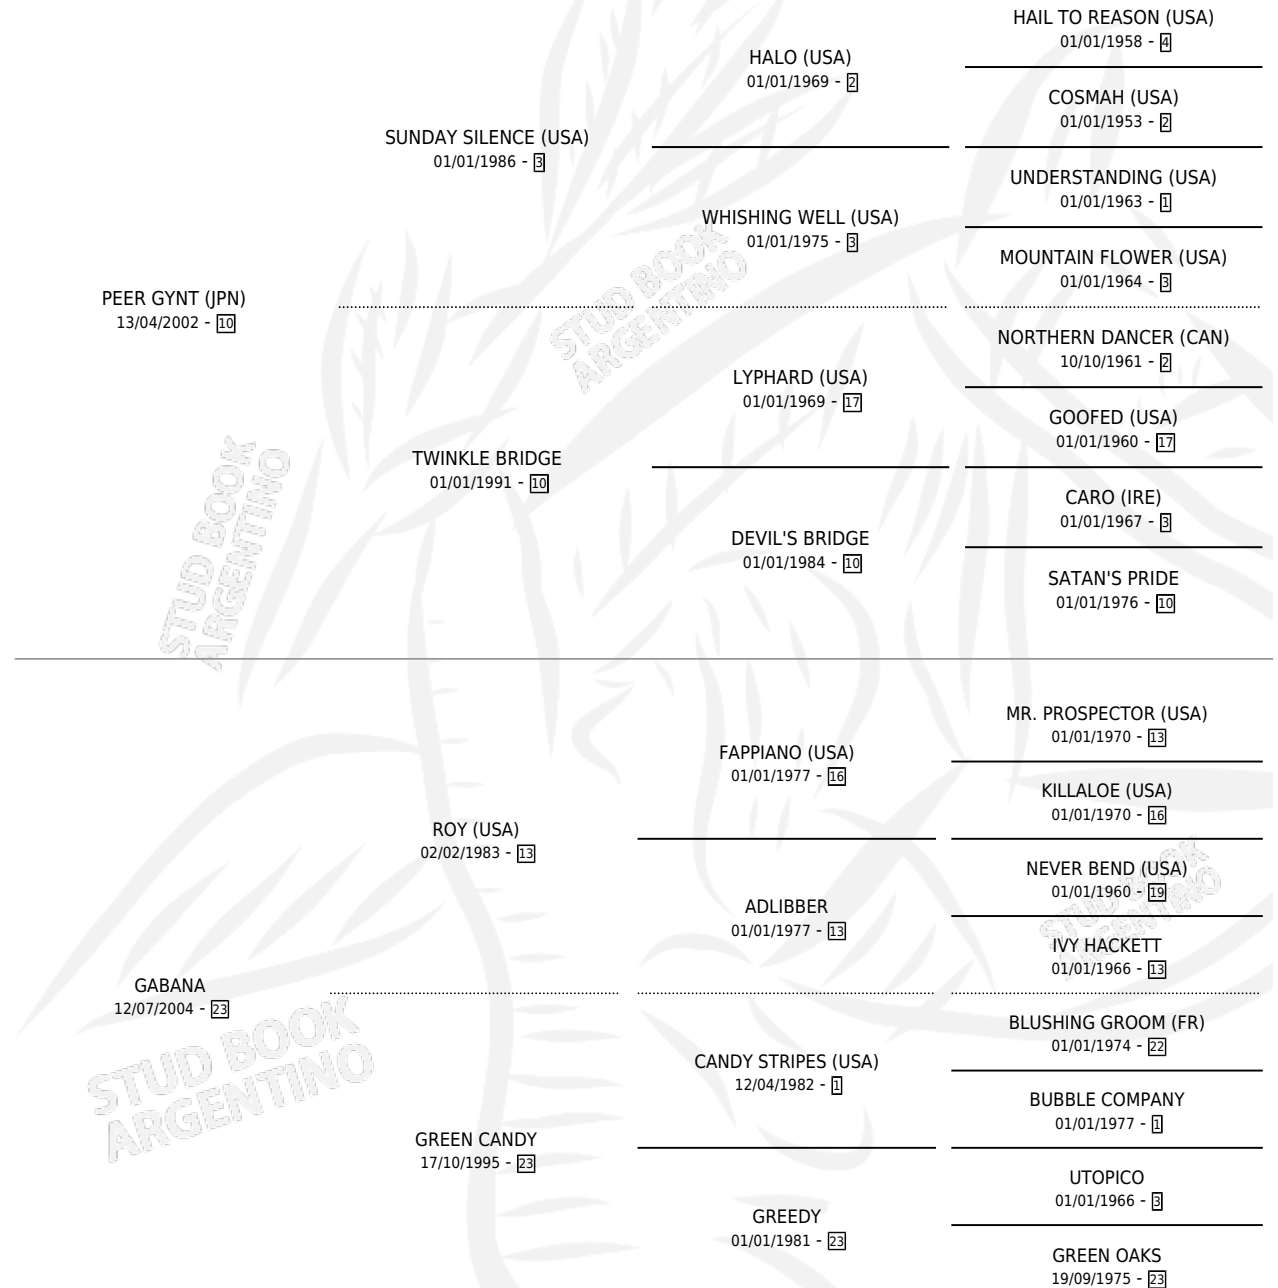 HAIL TO REASON (USA)
01/01/1958 - 4
HALO (USA)
01/01/1969 - 2
COSMAH (USA)
01/01/1953 - 2
SUNDAY SILENCE (USA)
01/01/1986 - 3
UNDERSTANDING (USA)
01/01/1963 - 1
WHISHING WELL (USA)
01/01/1975 - 3
MOUNTAIN FLOWER (USA)
01/01/1964 - 3
PEER GYNT (JPN)
13/04/2002 - 10
STUD BOOK
ARGENTINO
NORTHERN DANCER (CAN)
10/10/1961 - 2
LYPHARD (USA)
01/01/1969 - 17
GOOFED (USA)
01/01/1960 - 17
TWINKLE BRIDGE
01/01/1991 - 10
CARO (IRE)
01/01/1967 - 3
DEVIL'S BRIDGE
01/01/1984 - 10
SATAN'S PRIDE
01/01/1976 - 10
STUD BOOK
ARGENTINO
MR. PROSPECTOR (USA)
01/01/1970 - 13
FAPPIANO (USA)
01/01/1977 - 16
KILLALOE (USA)
01/01/1970 - 16
ROY (USA)
02/02/1983 - 13
NEVER BEND (USA)
01/01/1960 - 19
ADLIBBER
01/01/1977 - 13
STUD BOOK
ARGENTINO
IVY HACKETT
01/01/1966 - 13
GABANA
12/07/2004 - 23
BLUSHING GROOM (FR)
01/01/1974 - 22
CANDY STRIPES (USA)
12/04/1982 - 1
STUD BOOK
ARGENTINO
BUBBLE COMPANY
01/01/1977 - 1
GREEN CANDY
17/10/1995 - 23
UTOPICO
01/01/1966 - 3
GREEDY
01/01/1981 - 23
GREEN OAKS
19/09/1975 - 23